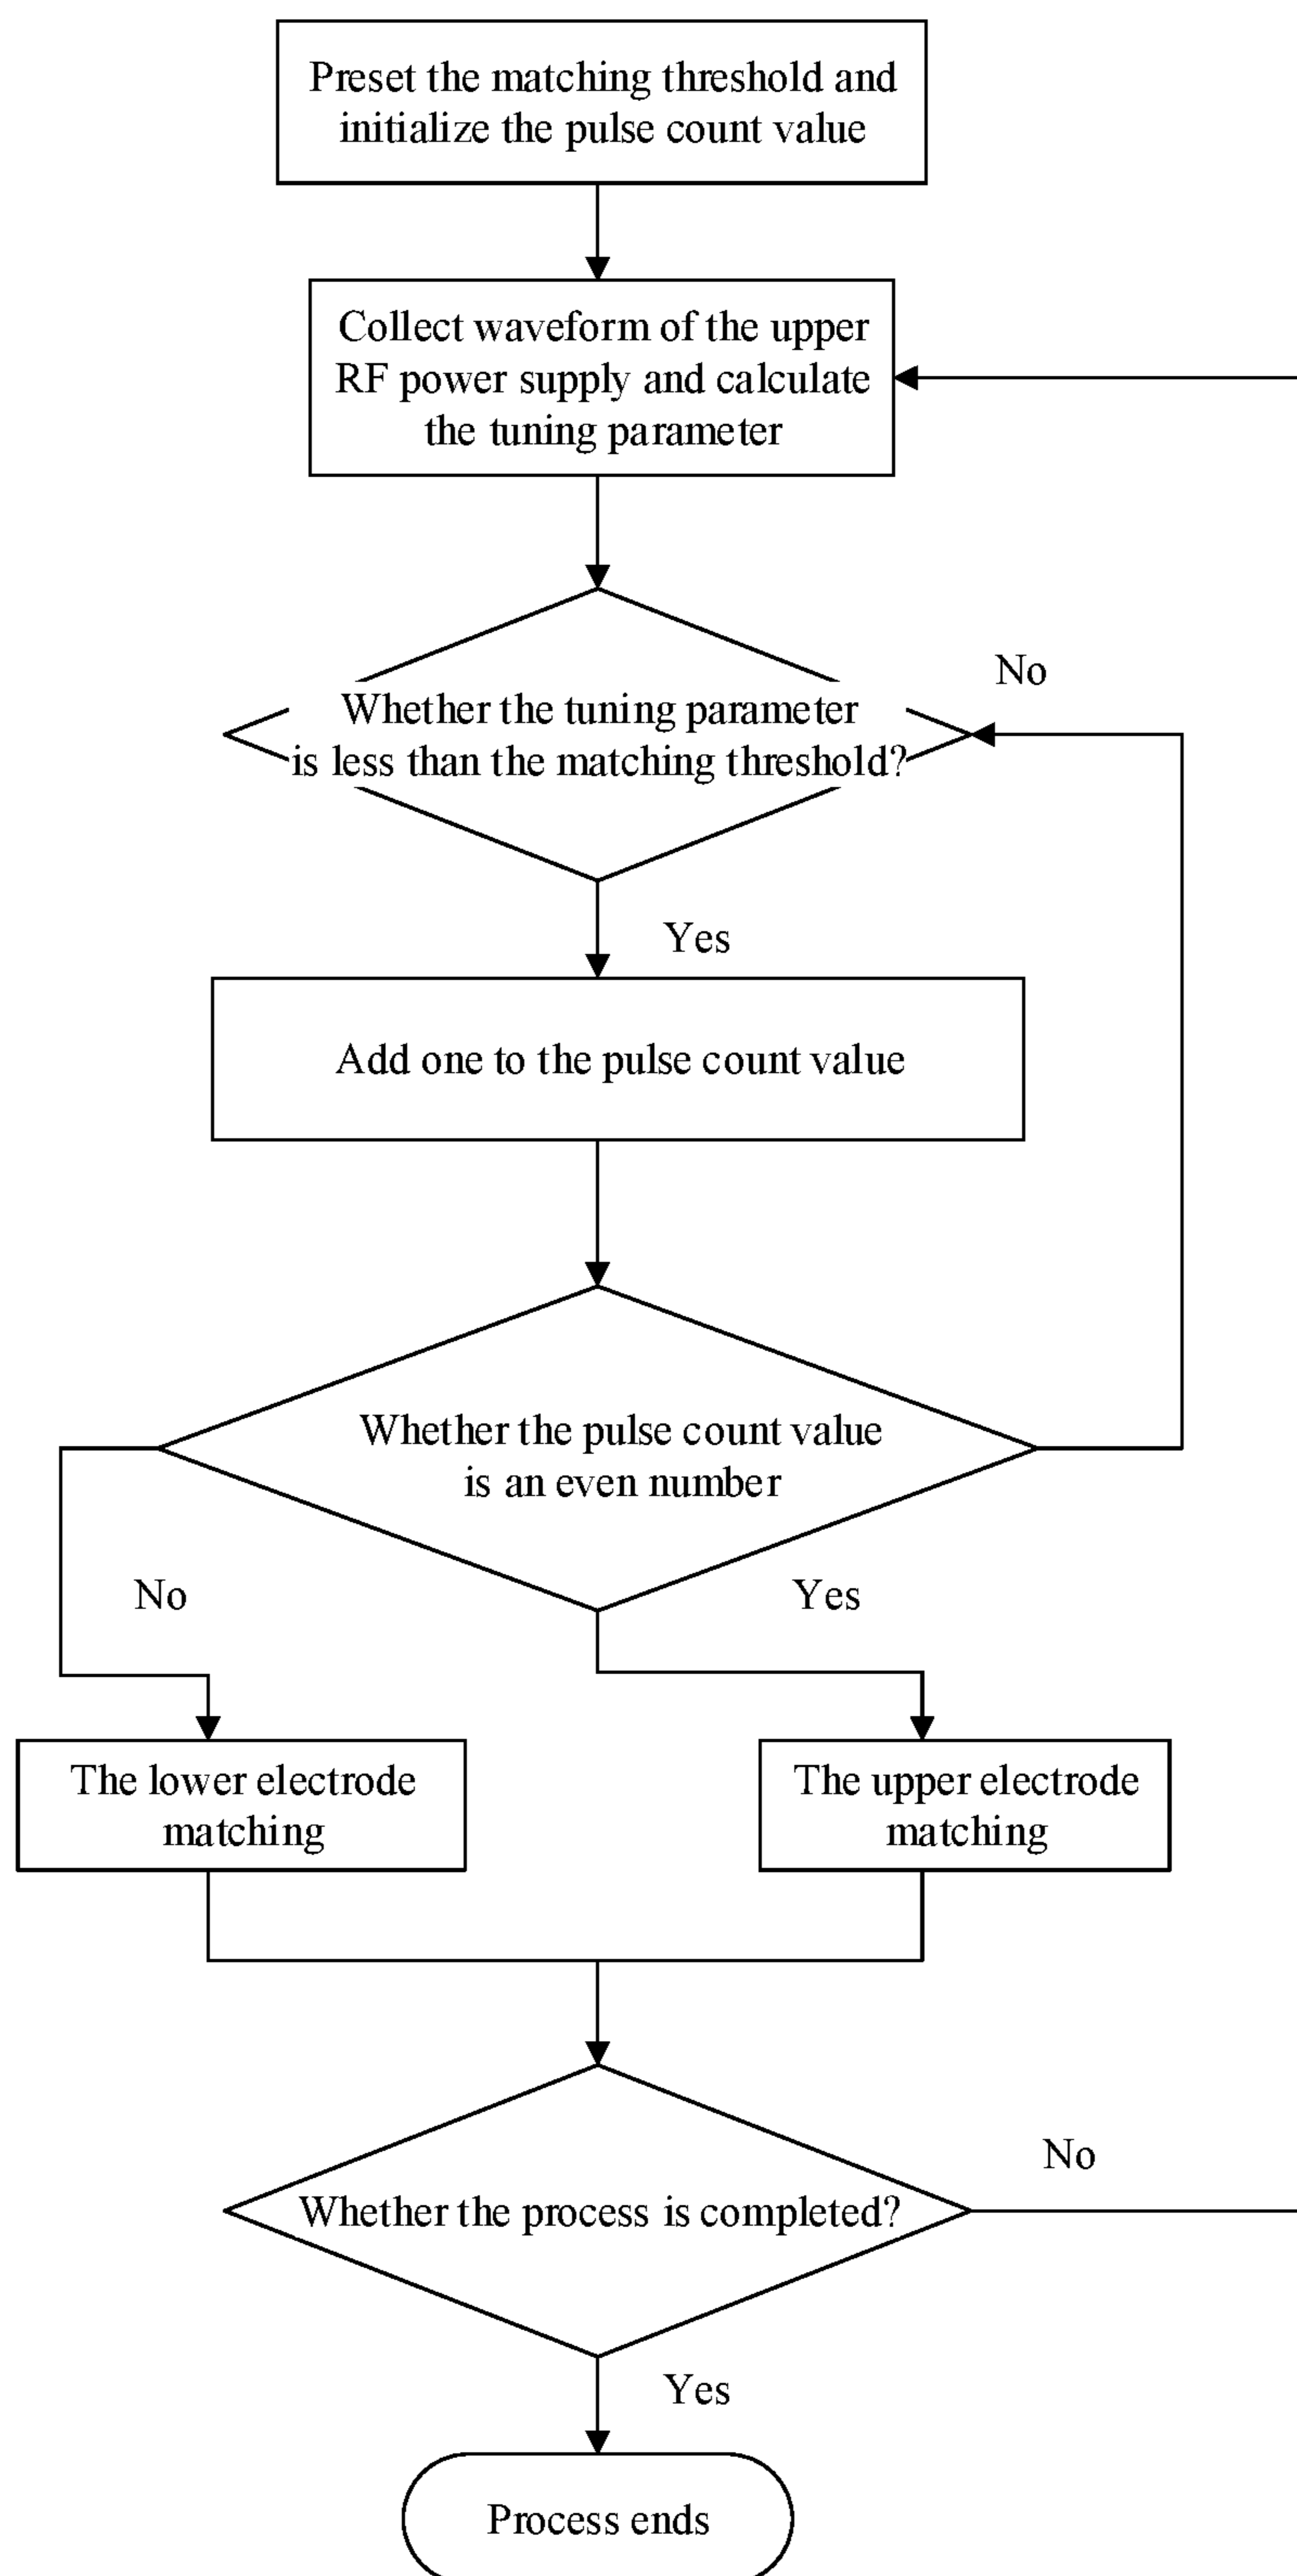 Preset the matching threshold and
initialize the pulse count value
Collect waveform of the upper
RF power supply and calculate
the tuning parameter
No
Whether the tuning parameter
is less than the matching threshold?
Yes
Add one to the pulse count value
Whether the pulse count value
is an even number
No
Yes
The lower electrode
matching
The upper electrode
matching
No
Whether the process is completed?
Yes
Process ends